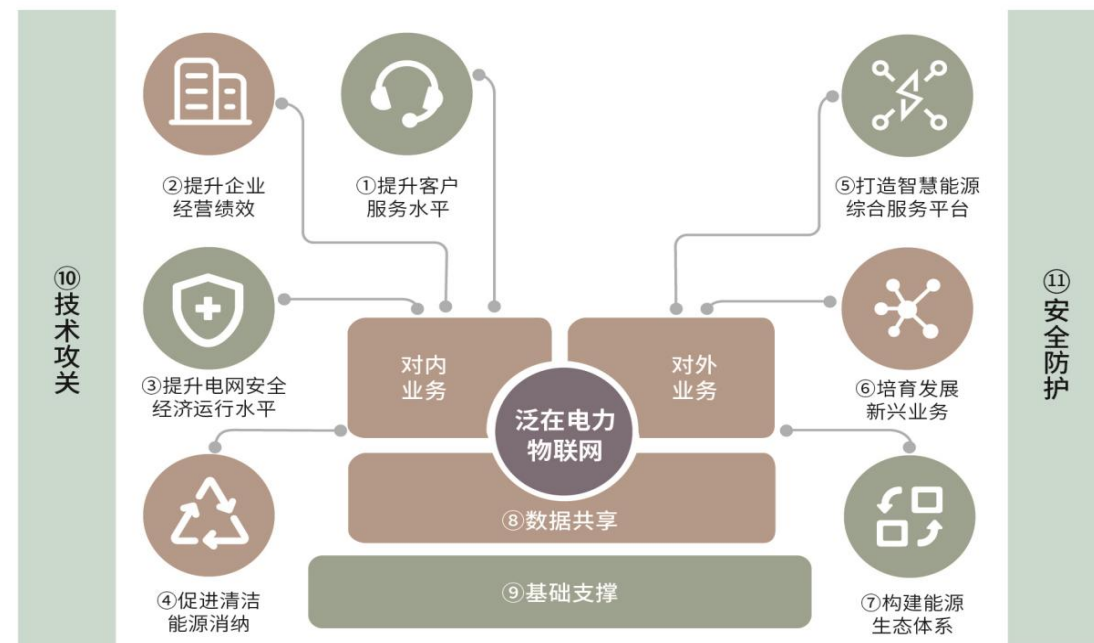 ②提升企业
经营绩效
①提升客户
服务水平
⑤打造智慧能源
综合服务平台
⑩技术攻关
⑪安全防护
③提升电网安全
经济运行水平
对内
业务
对外
业务
⑥培育发展
新兴业务
泛在电力
物联网
⑧数据共享
④促进清洁
能源消纳
⑨基础支撑
⑦构建能源
生态体系